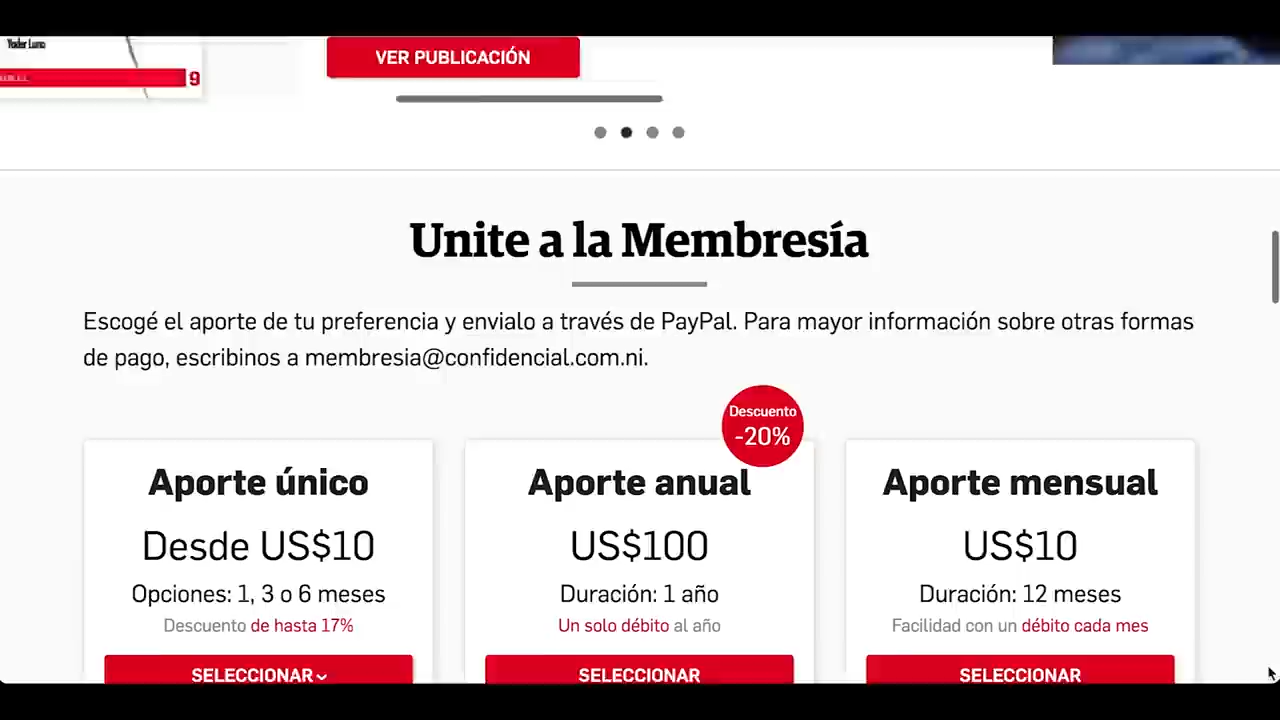 Yader Luna
9
VER PUBLICACIÓN
Unite a la Membresía
Escogé el aporte de tu preferencia y envialo a través de PayPal. Para mayor información sobre otras formas
de pago, escribinos a membresia@confidencial.com.ni.
Descuento
-20%
Aporte único
Desde US$10
Opciones: 1, 3 o 6 meses
Descuento de hasta 17%
SELECCIONAR
Aporte anual
US$100
Duración: 1 año
Un solo débito al año
SELECCIONAR
Aporte mensual
US$10
Duración: 12 meses
Facilidad con un débito cada mes
SELECCIONAR